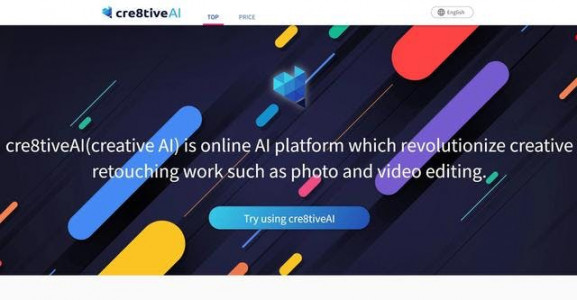 cre8tiveAI
TOP PRICE English
cre8tiveAI(creative AI) is online AI platform which revolutionize creative
retouching work such as photo and video editing.
Try using cre8tiveAI